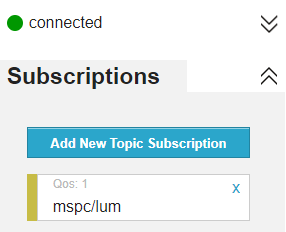 connected
Subscriptions
Add New Topic Subscription
Qos: 1 x
mspc/lum